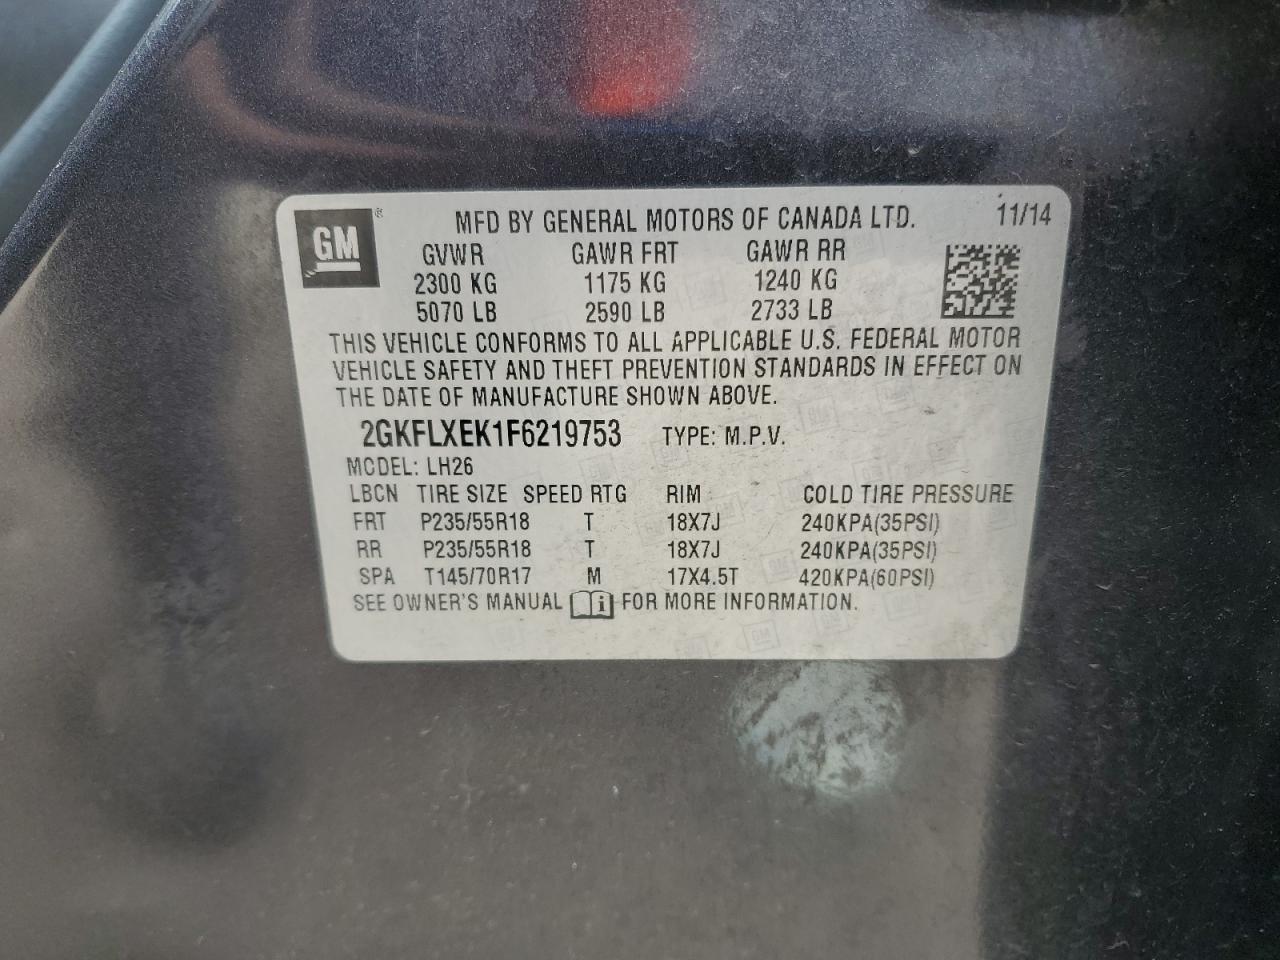 GM ® MFD BY GENERAL MOTORS OF CANADA LTD. 11/14
GVWR GAWR FRT GAWR RR
2300 KG 1175 KG 1240 KG
5070 LB 2590 LB 2733 LB
THIS VEHICLE CONFORMS TO ALL APPLICABLE U.S. FEDERAL MOTOR
VEHICLE SAFETY AND THEFT PREVENTION STANDARDS IN EFFECT ON
THE DATE OF MANUFACTURE SHOWN ABOVE.
2GKFLXEK1F6219753 TYPE: M.P.V.
MODEL: LH26
LBCN TIRE SIZE SPEED RTG RIM COLD TIRE PRESSURE
FRT P235/55R18 T 18X7J 240KPA(35PSI)
RR P235/55R18 T 18X7J 240KPA(35PSI)
SPA T145/70R17 M 17X4.5T 420KPA(60PSI)
SEE OWNER'S MANUAL i FOR MORE INFORMATION.